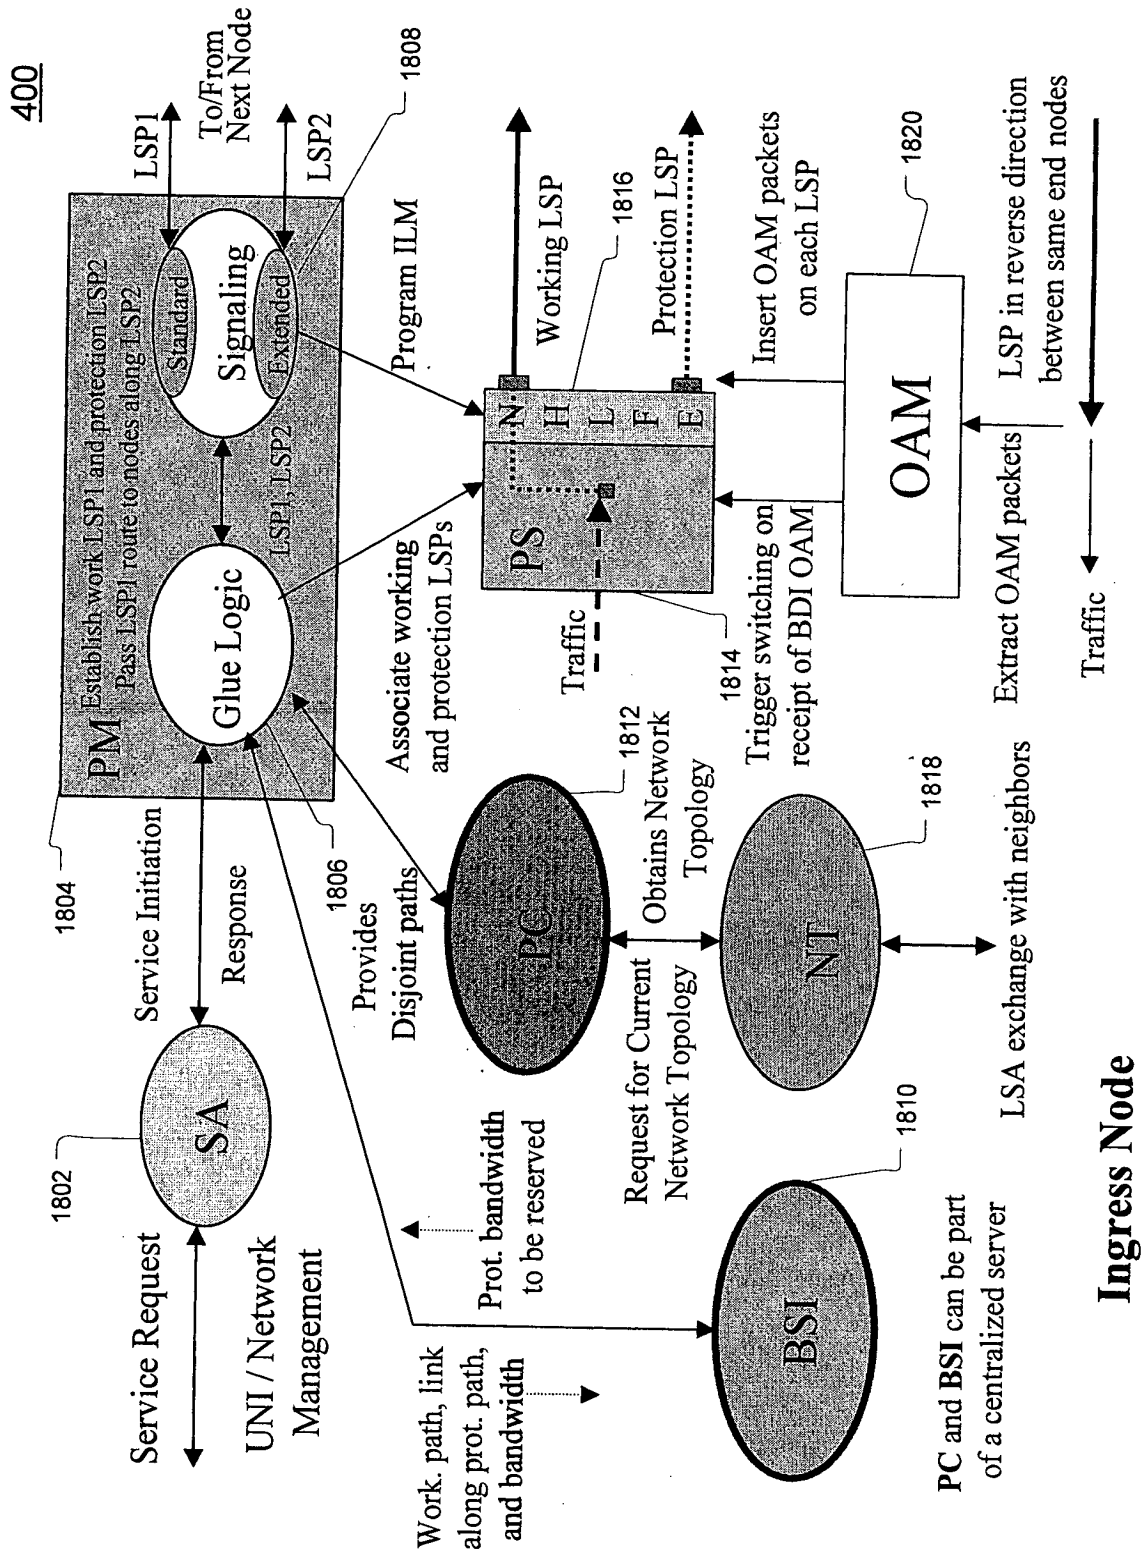 400
Service Request
UNI / Network
Management
1802
SA
Service Initiation
Response
1804
PM
Establish work LSP1 and protection LSP2
Pass LSP1 route to nodes along LSP2
Glue Logic
1806
LSP1, LSP2
Signaling
Standard
Extended
LSP1
To/From
Next Node
LSP2
1808
Work. path, link
along prot. path,
and bandwidth
Prot. bandwidth
to be reserved
Provides
Disjoint paths
Associate working
and protection LSPs
Program ILM
PC
1812
Traffic
PS
N
H
L
F
E
1814
1816
Working LSP
Protection LSP
Request for Current
Network Topology
Obtains Network
Topology
Trigger switching on
receipt of BDI OAM
Insert OAM packets
on each LSP
BSI
1810
NT
1818
OAM
1820
LSA exchange with neighbors
Extract OAM packets
LSP in reverse direction
between same end nodes
Traffic
PC and BSI can be part
of a centralized server
Ingress Node